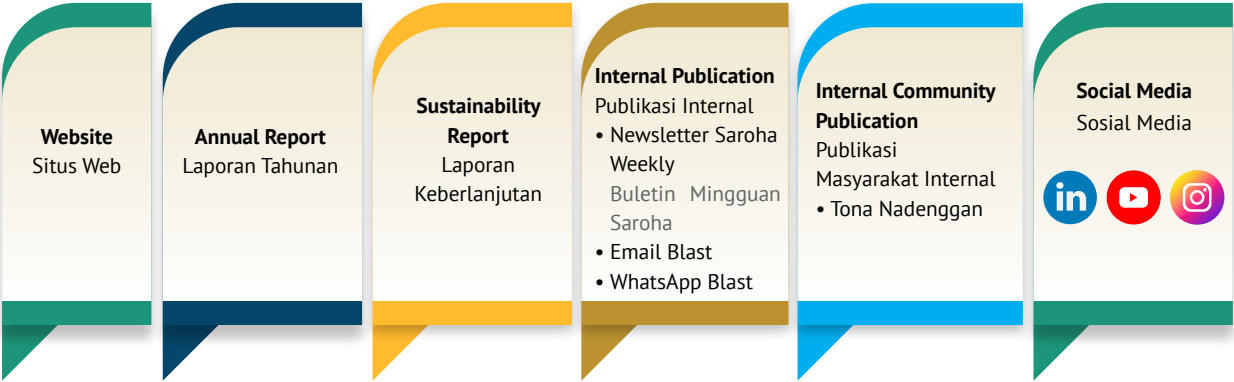 Website
Situs Web
Annual Report
Laporan Tahunan
Sustainability
Report
Laporan
Keberlanjutan
Internal Publication
Publikasi Internal
• Newsletter Saroha
Weekly
Buletin Mingguan
Saroha
• Email Blast
• WhatsApp Blast
Internal Community
Publication
Publikasi
Masyarakat Internal
• Tona Nadenggan
Social Media
Sosial Media
in